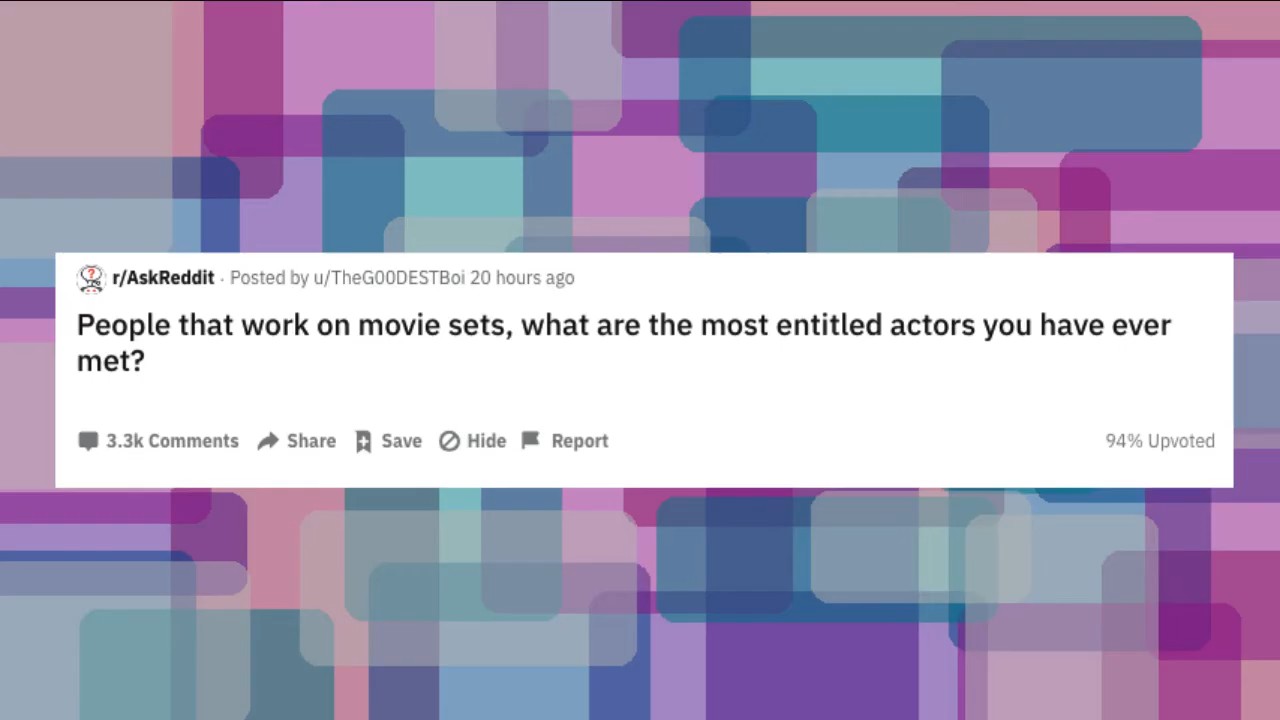 r/AskReddit · Posted by u/TheG00DESTBoi 20 hours ago
People that work on movie sets, what are the most entitled actors you have ever
met?
3.3k Comments Share Save Hide Report 94% Upvoted